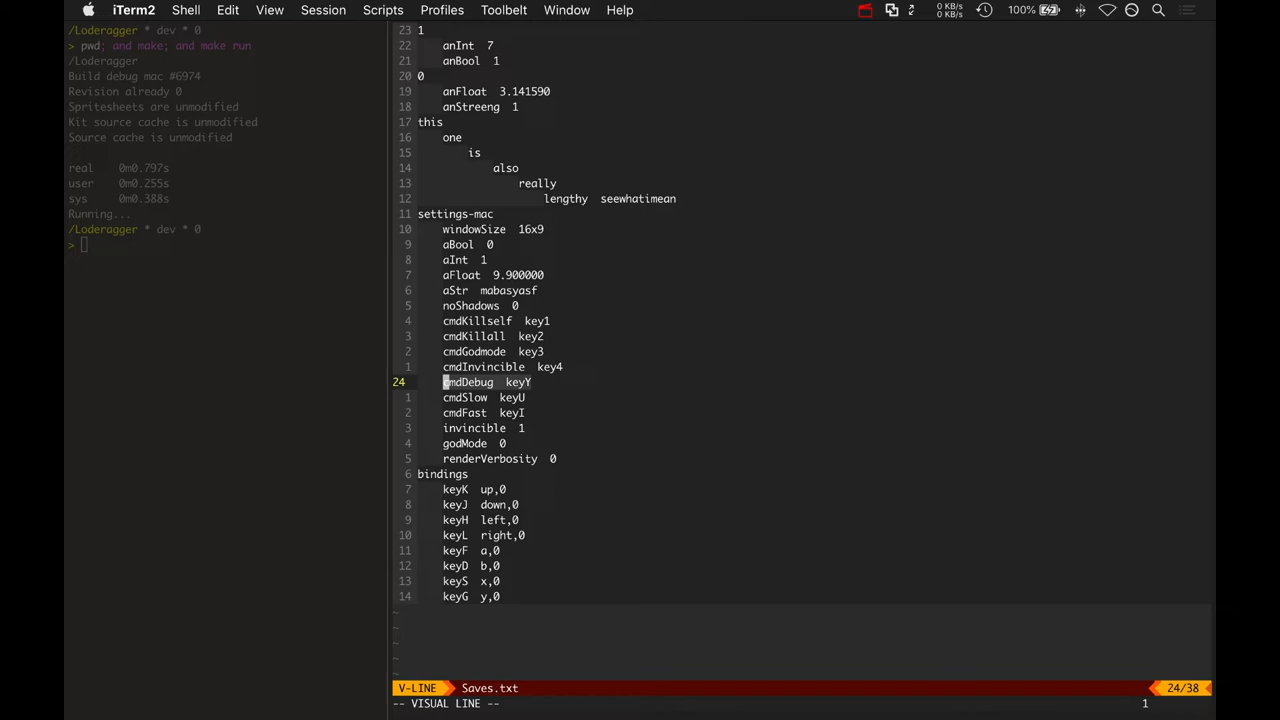 iTerm2 Shell Edit View Session Scripts Profiles Toolbelt Window Help 0 KB/s 0 KB/s 100%
/Loderagger * dev * 0
> pwd; and make; and make run
/Loderagger
Build debug mac #6974
Revision already 0
Spritesheets are unmodified
Kit source cache is unmodified
Source cache is unmodified
real 0m0.797s
user 0m0.255s
sys 0m0.388s
Running...
/Loderagger * dev * 0
>
23 1
22 anInt 7
21 anBool 1
20 0
19 anFloat 3.141590
18 anStreeng 1
17 this
16 one
15 is
14 also
13 really
12 lengthy seewhatimean
11 settings-mac
10 windowSize 16x9
9 aBool 0
8 aInt 1
7 aFloat 9.900000
6 aStr mabasyasf
5 noShadows 0
4 cmdKillself key1
3 cmdKillall key2
2 cmdGodmode key3
1 cmdInvincible key4
24 cmdDebug keyY
1 cmdSlow keyU
2 cmdFast keyI
3 invincible 1
4 godMode 0
5 renderVerbosity 0
6 bindings
7 keyK up,0
8 keyJ down,0
9 keyH left,0
10 keyL right,0
11 keyF a,0
12 keyD b,0
13 keyS x,0
14 keyG y,0
~
~
~
~
~
V-LINE Saves.txt 24/38
-- VISUAL LINE -- 1